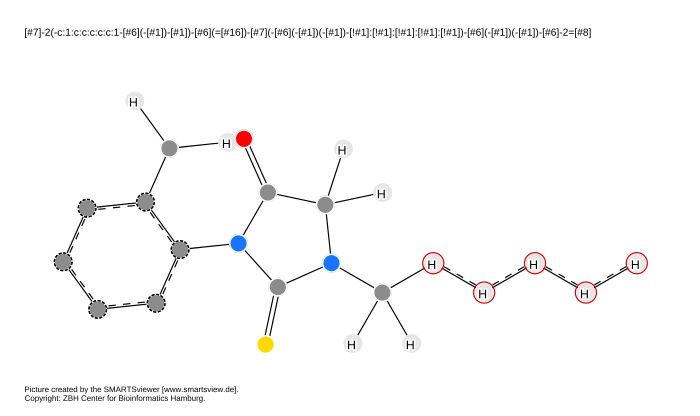 [#7]-2(-c:1:c:c:c:c:c:1-[#6](-[#1])-[#1])-[#6](=[#16])-[#7](-[#6](-[#1])(-[#1])-[!#1]:[!#1]:[!#1]:[!#1]:[!#1])-[#6](-[#1])(-[#1])-[#6]-2=[#8]
H
H
H
H
H
H
H
H
H
H
H
Picture created by the SMARTSviewer [www.smartsview.de].
Copyright: ZBH Center for Bioinformatics Hamburg.